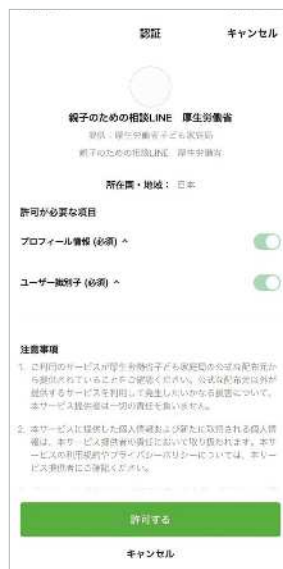 認証
キャンセル
親子のための相談LINE 厚生労働省
提供：厚生労働省子ども家庭局
親子のための相談LINE 厚生労働省
所在国・地域： 日本
許可が必要な項目
プロフィール情報 (必須) ^
ユーザー識別子 (必須) ^
注意事項
1. ご利用のサービスが厚生労働省子ども家庭局の公式な配布元か
ら提供されていることをご確認ください。公式な配布元以外が
提供するサービスを利用して発生したいかなる損害について、
本サービス提供者は一切の責任を負いません。
2. 本サービスに提供した個人情報および新たに取得される個人情
報は、本サービス提供者の責任において取り扱われます。本サ
ービスの利用規約やプライバシーポリシーについては、本サー
ビス提供者にご確認ください。
許可する
キャンセル